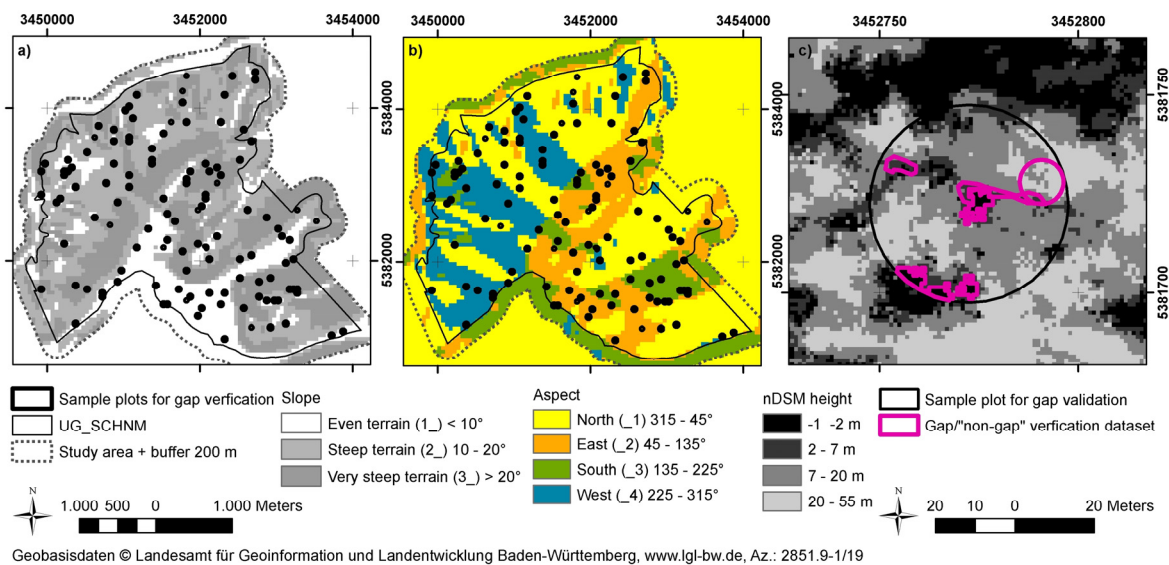 3450000 3452000 3454000 3450000 3452000 3454000 3452750 3452800
a) b) c)
5384000
5382000
5384000
5382000
5381750
5381700
Sample plots for gap verfication
UG_SCHNM
Study area + buffer 200 m
Slope
Even terrain (1_) < 10°
Steep terrain (2_) 10 - 20°
Very steep terrain (3_) > 20°
Aspect
North (_1) 315 - 45°
East (_2) 45 - 135°
South (_3) 135 - 225°
West (_4) 225 - 315°
nDSM height
-1 -2 m
2 - 7 m
7 - 20 m
20 - 55 m
Sample plot for gap validation
Gap/"non-gap" verfication dataset
N
1.000 500 0 1.000 Meters
N
20 10 0 20 Meters
Geobasisdaten © Landesamt für Geoinformation und Landentwicklung Baden-Württemberg, www.lgl-bw.de, Az.: 2851.9-1/19